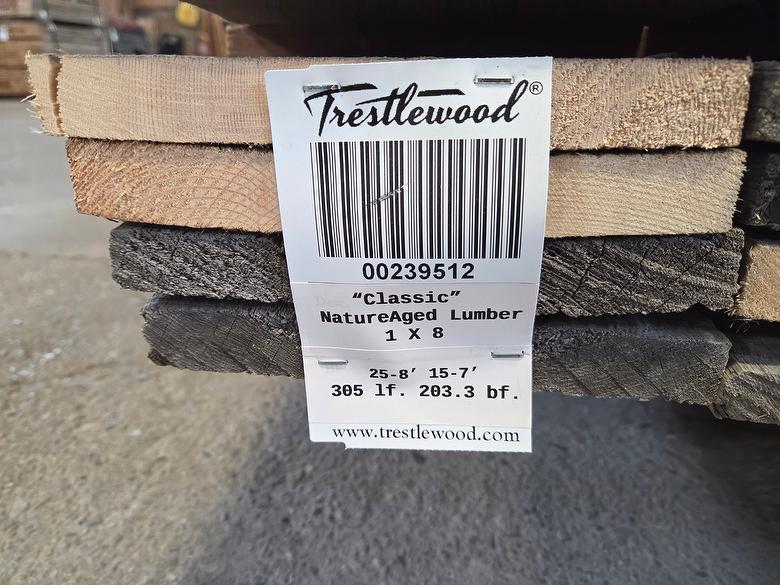 Trestlewood®
00239512
"Classic"
NatureAged Lumber
1 X 8
25-8' 15-7'
305 lf. 203.3 bf.
www.trestlewood.com